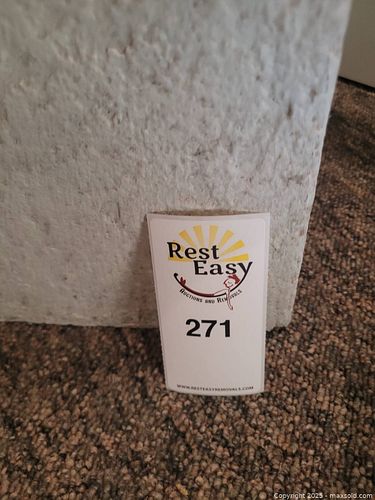 Rest
Easy
Auctions and Removals
271
www.resteasyremovals.com
Copyright 2025 - maxsold.com